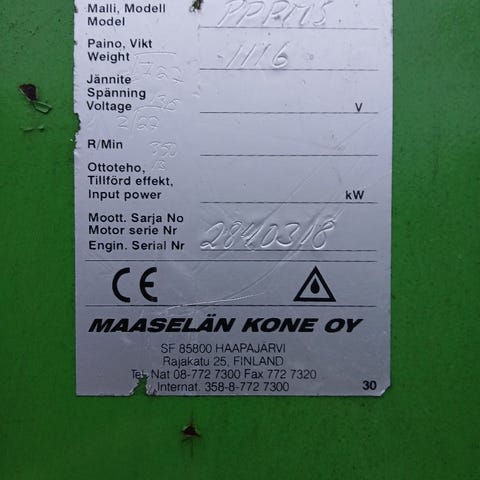 Malli, Modell
Model
Paino, Vikt
Weight 1116
Jännite
Spänning
Voltage V
R/Min
Ottoteho,
Tillförd effekt,
Input power kW
Moott. Sarja No
Motor serie Nr
Engin. Serial Nr 2840318
CE
MAASELÄN KONE OY
SF 85800 HAAPAJÄRVI
Rajakatu 25, FINLAND
Tel. Nat 08-772 7300 Fax 772 7320
Internat. 358-8-772 7300
30